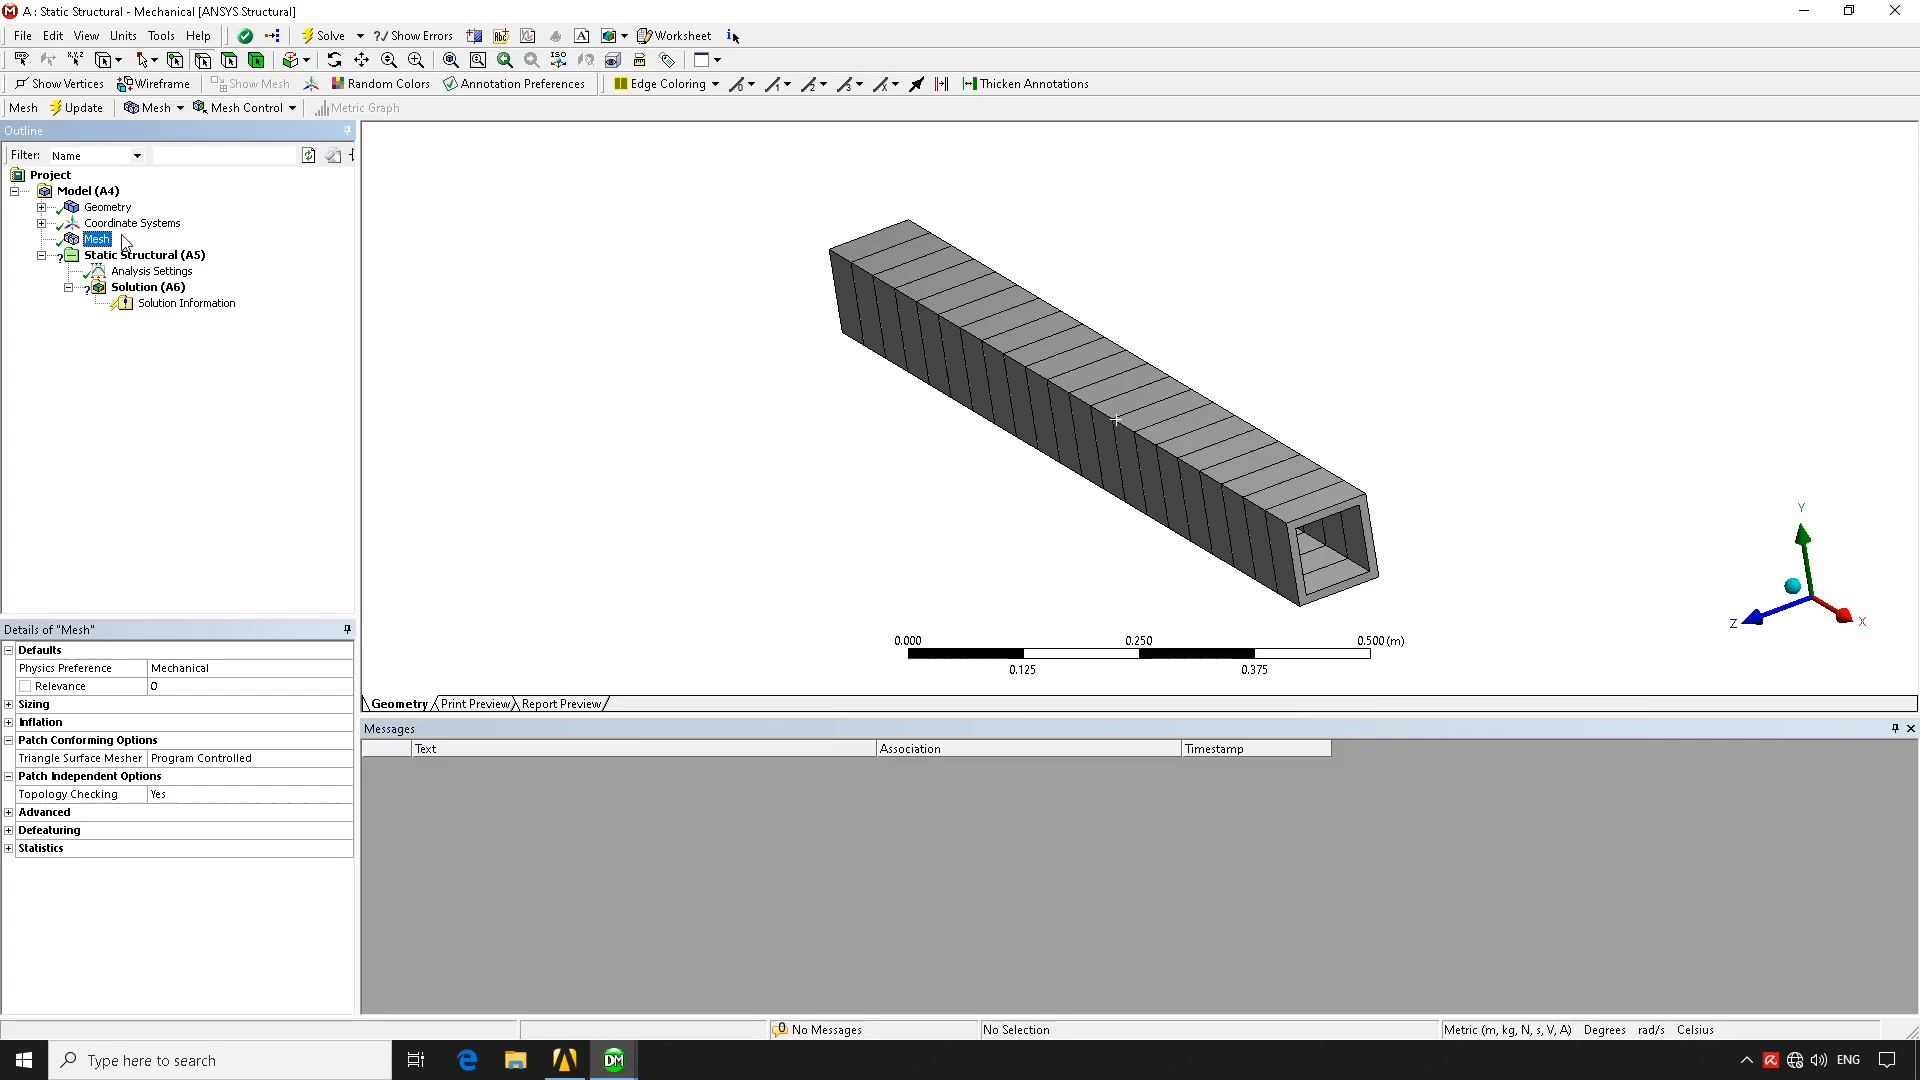 A : Static Structural - Mechanical [ANSYS Structural]
File Edit View Units Tools Help Solve ?/ Show Errors Worksheet
Show Vertices Wireframe Show Mesh Random Colors Annotation Preferences Edge Coloring Thicken Annotations
Mesh Update Mesh Mesh Control Metric Graph
Outline
Filter: Name
Project
Model (A4)
Geometry
Coordinate Systems
Mesh
Static Structural (A5)
Analysis Settings
Solution (A6)
Solution Information
Y
Z X
0.000 0.250 0.500 (m)
0.125 0.375
Details of "Mesh"
Defaults
Physics Preference Mechanical
Relevance 0
Sizing
Inflation
Patch Conforming Options
Triangle Surface Mesher Program Controlled
Patch Independent Options
Topology Checking Yes
Advanced
Defeaturing
Statistics
Geometry Print Preview Report Preview
Messages
Text Association Timestamp
0 No Messages No Selection Metric (m, kg, N, s, V, A) Degrees rad/s Celsius
Type here to search DM ENG